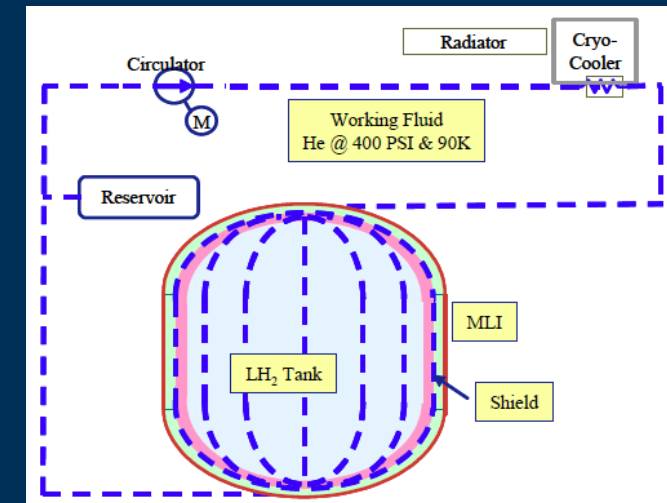 Radiator
Cryo-
Cooler
Circulator
M
Working Fluid
He @ 400 PSI & 90K
Reservoir
MLI
LH₂ Tank
Shield